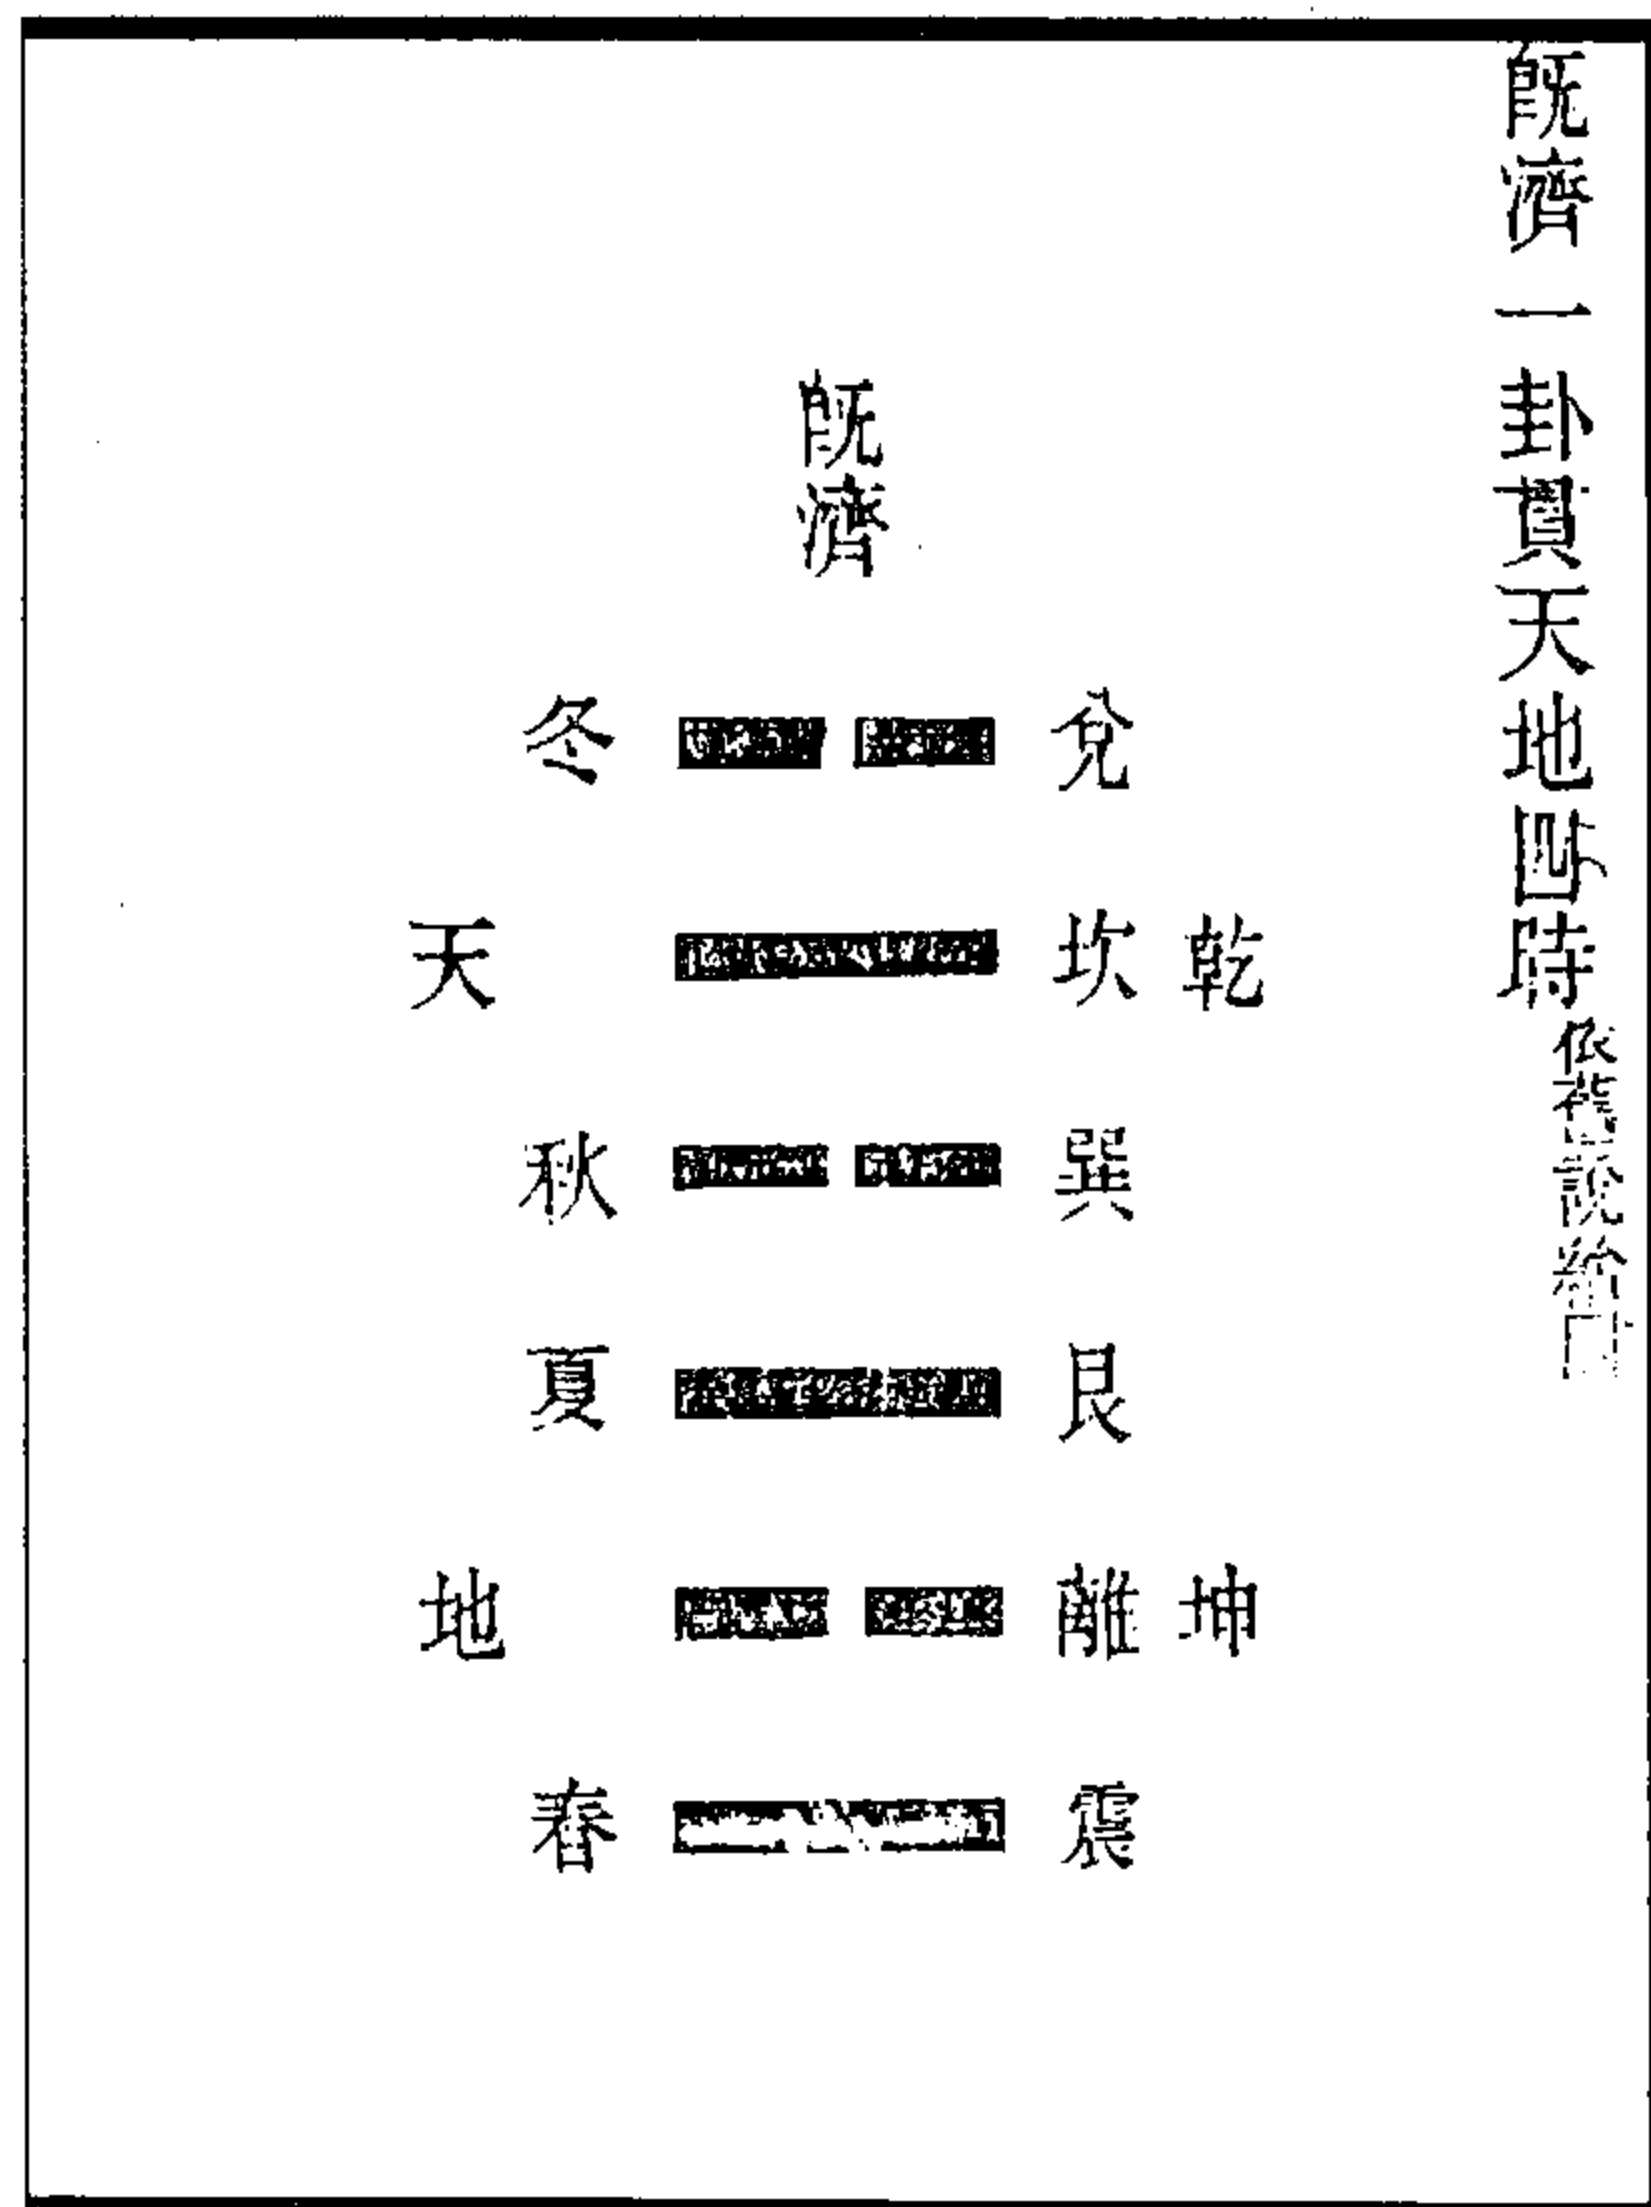 既濟一卦貫天地四時
依
說
既濟
兌 冬
乾 坎 天
巽 秋
艮 夏
坤 離 地
震 春